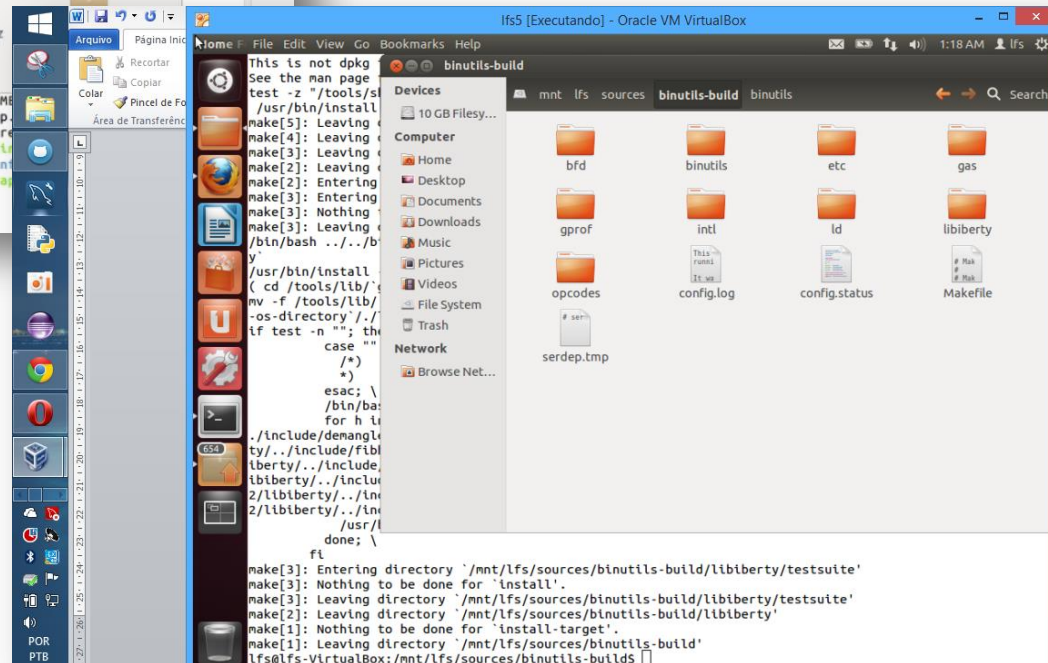 lfs5 [Executando] - Oracle VM VirtualBox
Arquivo
Página Inic
Recortar
Copiar
Pincel de Fo
Colar
Área de Transferênc
Home F File Edit View Go Bookmarks Help
1:18 AM lfs
This is not dpkg
See the man page
test -z "/tools/sh
/usr/bin/install
make[5]: Leaving
make[4]: Leaving
make[3]: Leaving
make[2]: Leaving
make[2]: Entering
make[3]: Entering
make[3]: Nothing
make[3]: Leaving
/bin/bash ../../b
y`
/usr/bin/install
( cd /tools/lib/`
mv -f /tools/lib/
-os-directory`/./
if test -n ""; the
case ""
/*)
*)
esac; \
/bin/bas
for h in
./include/demangle
ty/../include/fib
iberty/../include/
ibiberty/../inclu
2/libiberty/../in
2/libiberty/../in
/usr/
done; \
fi
make[3]: Entering directory `/mnt/lfs/sources/binutils-build/libiberty/testsuite'
make[3]: Nothing to be done for `install'.
make[3]: Leaving directory `/mnt/lfs/sources/binutils-build/libiberty/testsuite'
make[2]: Leaving directory `/mnt/lfs/sources/binutils-build/libiberty'
make[1]: Nothing to be done for `install-target'.
make[1]: Leaving directory `/mnt/lfs/sources/binutils-build'
lfs@lfs-VirtualBox:/mnt/lfs/sources/binutils-build$
binutils-build
mnt lfs sources binutils-build binutils
Search
Devices
10 GB Filesy...
Computer
Home
Desktop
Documents
Downloads
Music
Pictures
Videos
File System
Trash
Network
Browse Net...
bfd
binutils
etc
gas
gprof
intl
ld
libiberty
opcodes
config.log
config.status
Makefile
serdep.tmp
This
runni
It wa
# Mak
#
# Mak
# ser
654
POR
PTB